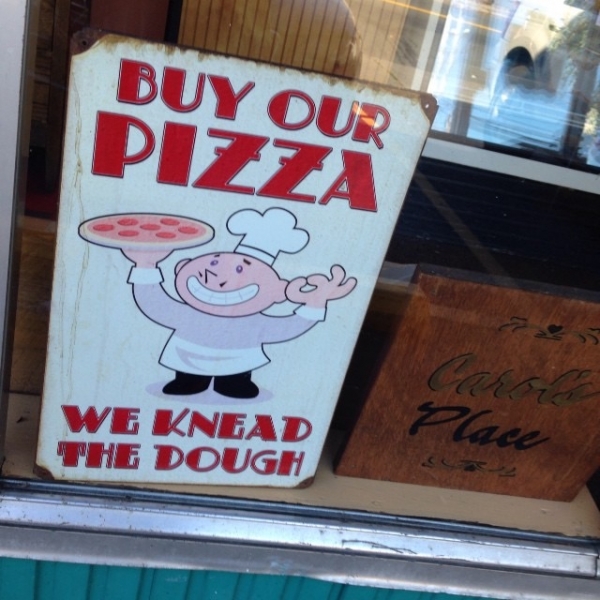 BUY OUR
PIZZA
WE KNEAD
THE DOUGH
Carol's
Place